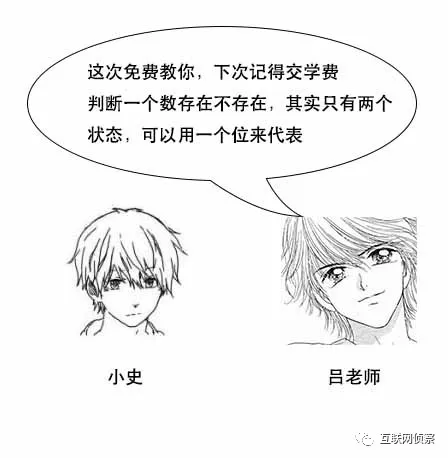 这次免费教你，下次记得交学费
判断一个数存在不存在，其实只有两个
状态，可以用一个位来代表
小史
吕老师
互联网侦察